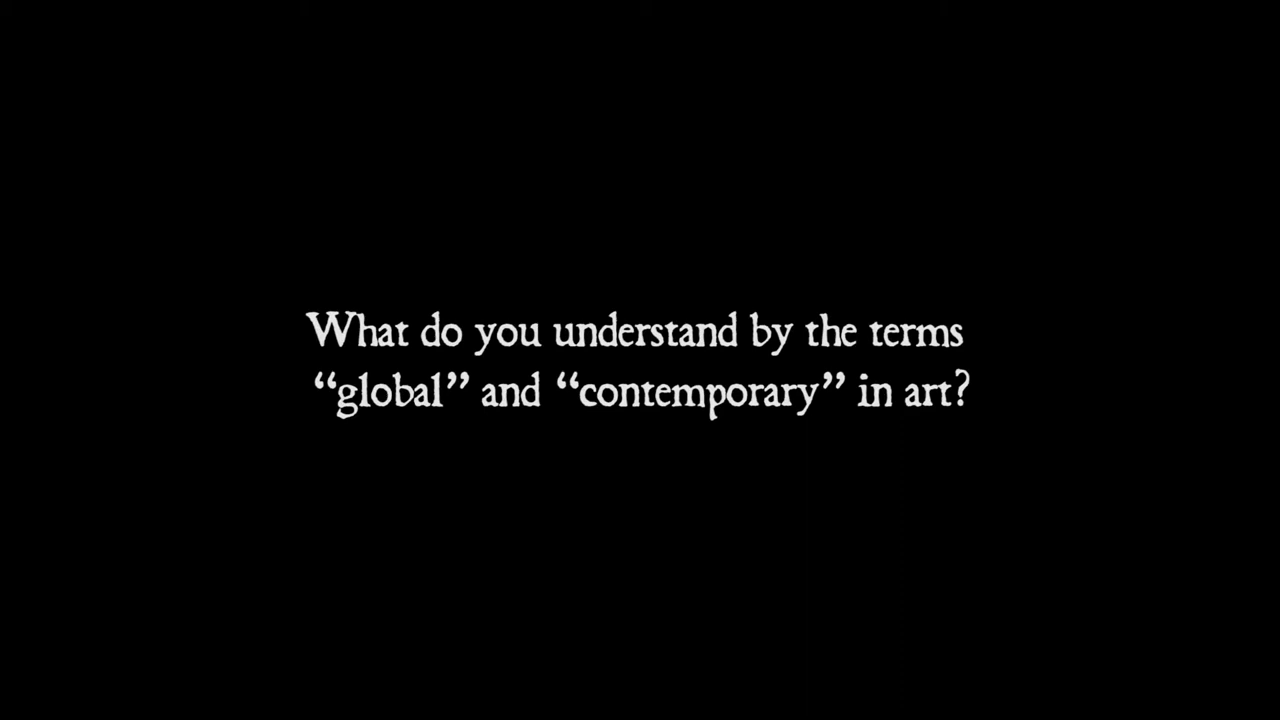 What do you understand by the terms
“global” and “contemporary” in art?